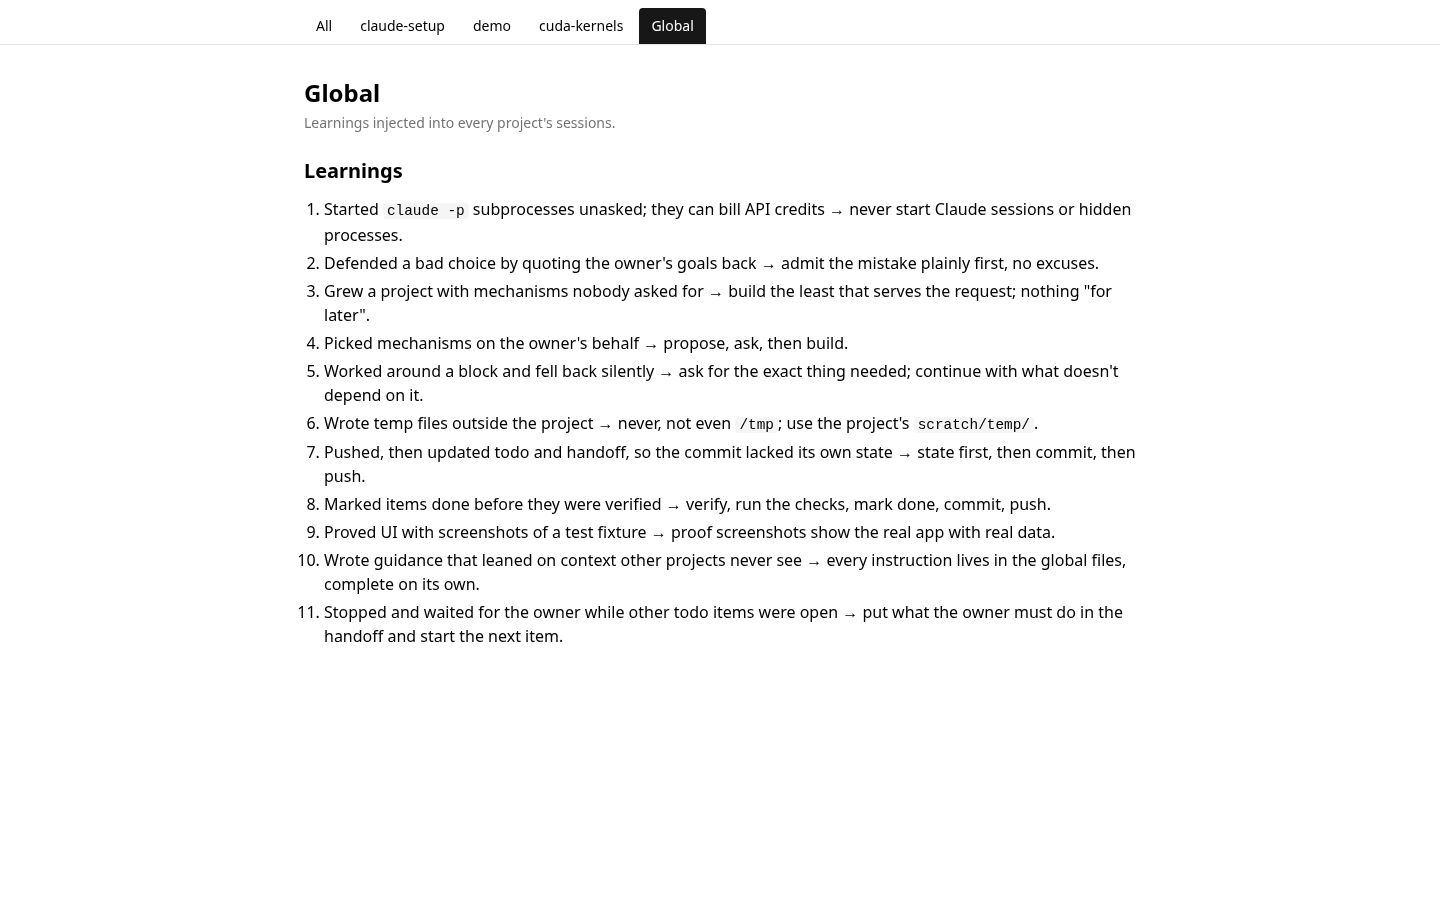 All claude-setup demo cuda-kernels Global
Global
Learnings injected into every project's sessions.
Learnings
1. Started claude -p subprocesses unasked; they can bill API credits → never start Claude sessions or hidden
processes.
2. Defended a bad choice by quoting the owner's goals back → admit the mistake plainly first, no excuses.
3. Grew a project with mechanisms nobody asked for → build the least that serves the request; nothing "for
later".
4. Picked mechanisms on the owner's behalf → propose, ask, then build.
5. Worked around a block and fell back silently → ask for the exact thing needed; continue with what doesn't
depend on it.
6. Wrote temp files outside the project → never, not even /tmp; use the project's scratch/temp/.
7. Pushed, then updated todo and handoff, so the commit lacked its own state → state first, then commit, then
push.
8. Marked items done before they were verified → verify, run the checks, mark done, commit, push.
9. Proved UI with screenshots of a test fixture → proof screenshots show the real app with real data.
10. Wrote guidance that leaned on context other projects never see → every instruction lives in the global files,
complete on its own.
11. Stopped and waited for the owner while other todo items were open → put what the owner must do in the
handoff and start the next item.